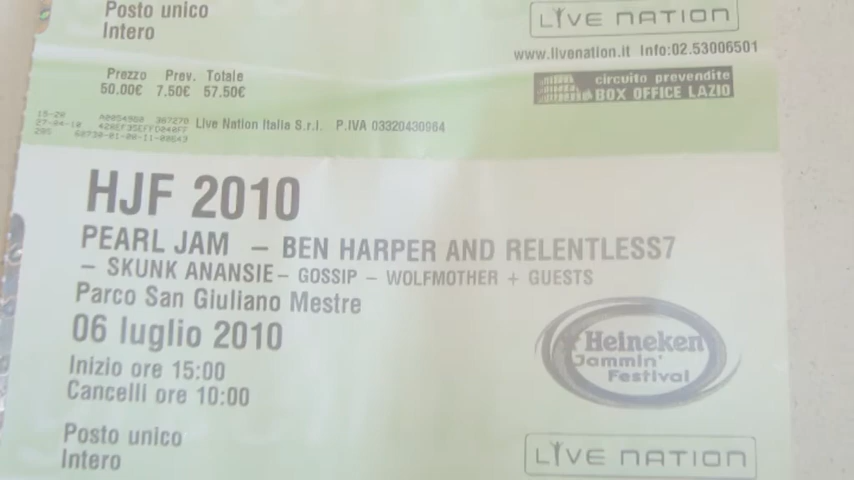 Posto unico
Intero
LIVE NATION
www.livenation.it Info:02.53006501
Prezzo Prev. Totale
50.00€ 7.50€ 57.50€
circuito prevendite
BOX OFFICE LAZIO
Live Nation Italia S.r.l. P.IVA 03320430964
HJF 2010
PEARL JAM – BEN HARPER AND RELENTLESS7
– SKUNK ANANSIE – GOSSIP – WOLFMOTHER + GUESTS
Parco San Giuliano Mestre
06 luglio 2010
Inizio ore 15:00
Cancelli ore 10:00
Heineken
Jammin'
Festival
Posto unico
Intero
LIVE NATION